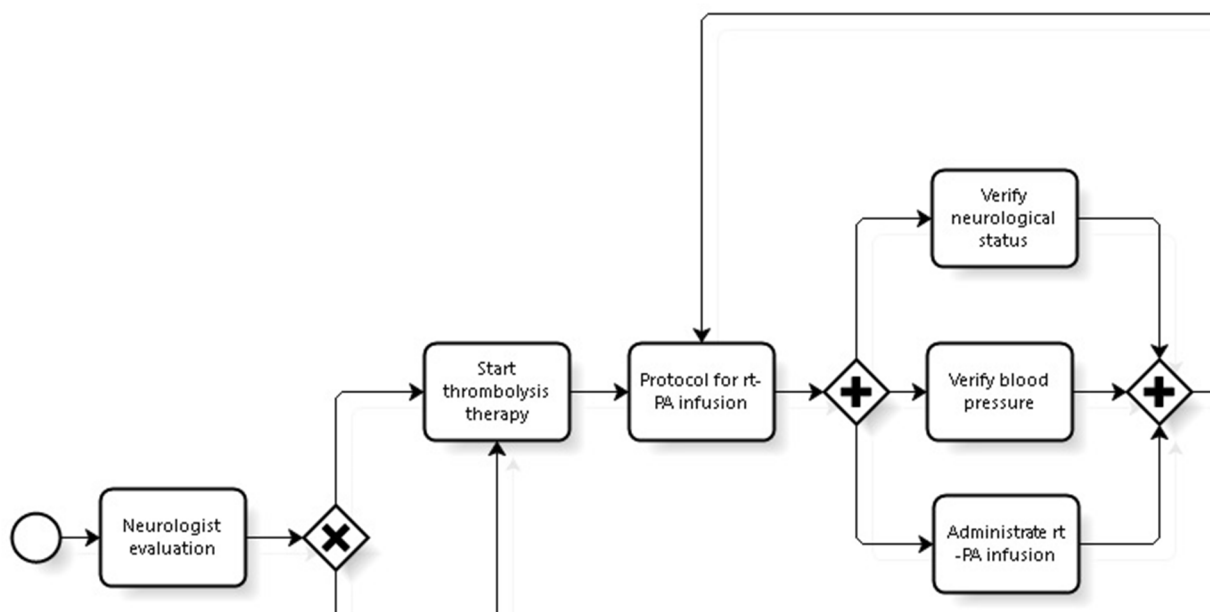 Verify
neurological
status
Start
thrombolysis
therapy
Protocol for rt-
PA infusion
Verify blood
pressure
Neurologist
evaluation
Administrate rt
-PA infusion